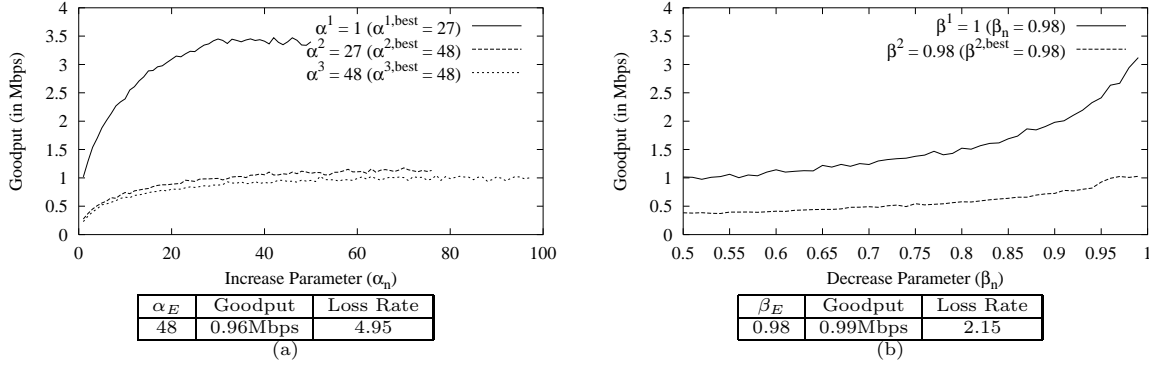 4
3.5
3
2.5
2
1.5
1
0.5
0
Goodput (in Mbps)
α¹ = 1 (α^{1,best} = 27)
α² = 27 (α^{2,best} = 48)
α³ = 48 (α^{3,best} = 48)
0 20 40 60 80 100
Increase Parameter (αₙ)
α_E Goodput Loss Rate
48 0.96Mbps 4.95
(a)
4
3.5
3
2.5
2
1.5
1
0.5
0
Goodput (in Mbps)
β¹ = 1 (βₙ = 0.98)
β² = 0.98 (β^{2,best} = 0.98)
0.5 0.55 0.6 0.65 0.7 0.75 0.8 0.85 0.9 0.95 1
Decrease Parameter (βₙ)
β_E Goodput Loss Rate
0.98 0.99Mbps 2.15
(b)